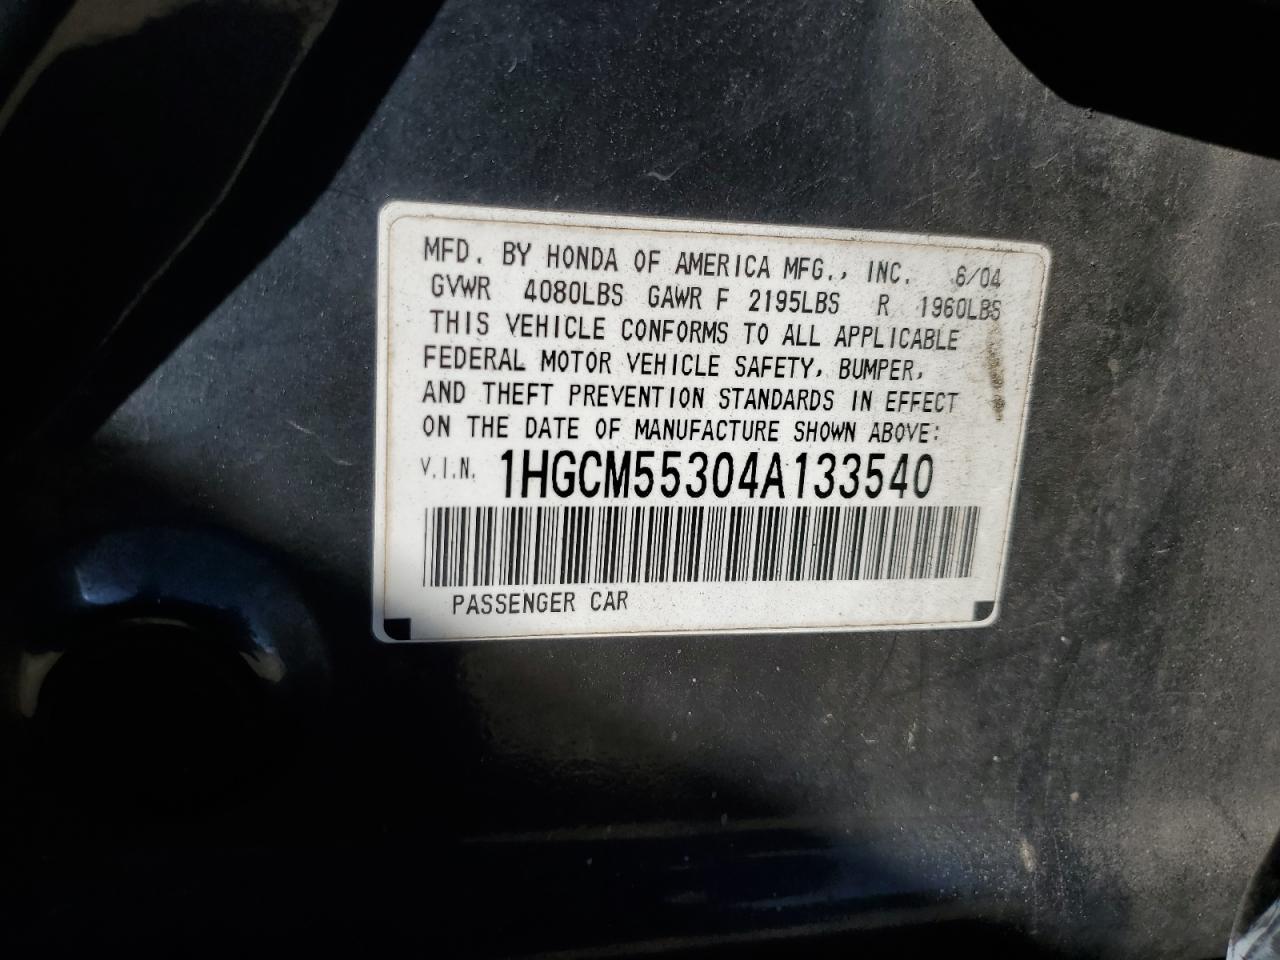 MFD. BY HONDA OF AMERICA MFG., INC. 6/04
GVWR 4080LBS GAWR F 2195LBS R 1960LBS
THIS VEHICLE CONFORMS TO ALL APPLICABLE
FEDERAL MOTOR VEHICLE SAFETY, BUMPER,
AND THEFT PREVENTION STANDARDS IN EFFECT
ON THE DATE OF MANUFACTURE SHOWN ABOVE:
V.I.N. 1HGCM55304A133540
PASSENGER CAR